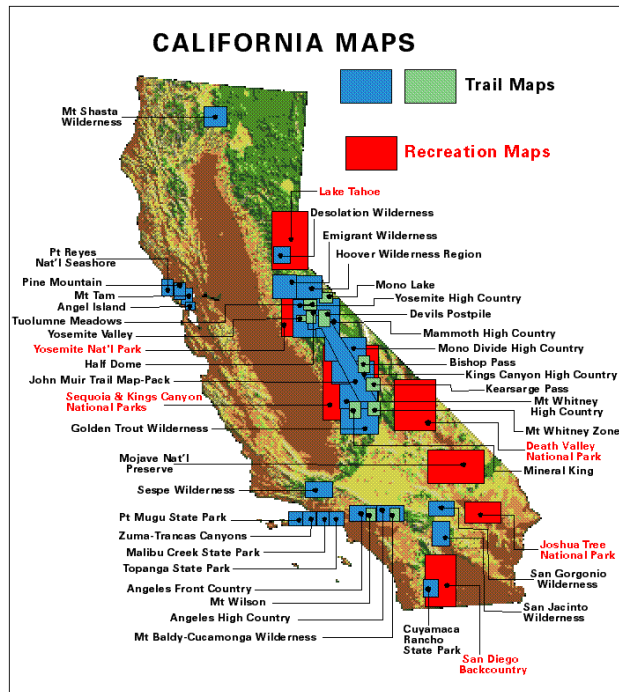 CALIFORNIA MAPS
Trail Maps
Recreation Maps
Mt Shasta
Wilderness
Lake Tahoe
Desolation Wilderness
Emigrant Wilderness
Hoover Wilderness Region
Pt Reyes
Nat'l Seashore
Pine Mountain
Mt Tam
Angel Island
Mono Lake
Yosemite High Country
Devils Postpile
Tuolumne Meadows
Yosemite Valley
Mammoth High Country
Yosemite Nat'l Park
Mono Divide High Country
Half Dome
Bishop Pass
John Muir Trail Map-Pack
Kings Canyon High Country
Kearsarge Pass
Sequoia & Kings Canyon
National Parks
Mt Whitney
High Country
Golden Trout Wilderness
Mt Whitney Zone
Death Valley
National Park
Mojave Nat'l
Preserve
Mineral King
Sespe Wilderness
Pt Mugu State Park
Zuma-Trancas Canyons
Malibu Creek State Park
Topanga State Park
Joshua Tree
National Park
Angeles Front Country
San Gorgonio
Wilderness
Mt Wilson
Angeles High Country
San Jacinto
Wilderness
Mt Baldy-Cucamonga Wilderness
Cuyamaca
Rancho
State Park
San Diego
Backcountry